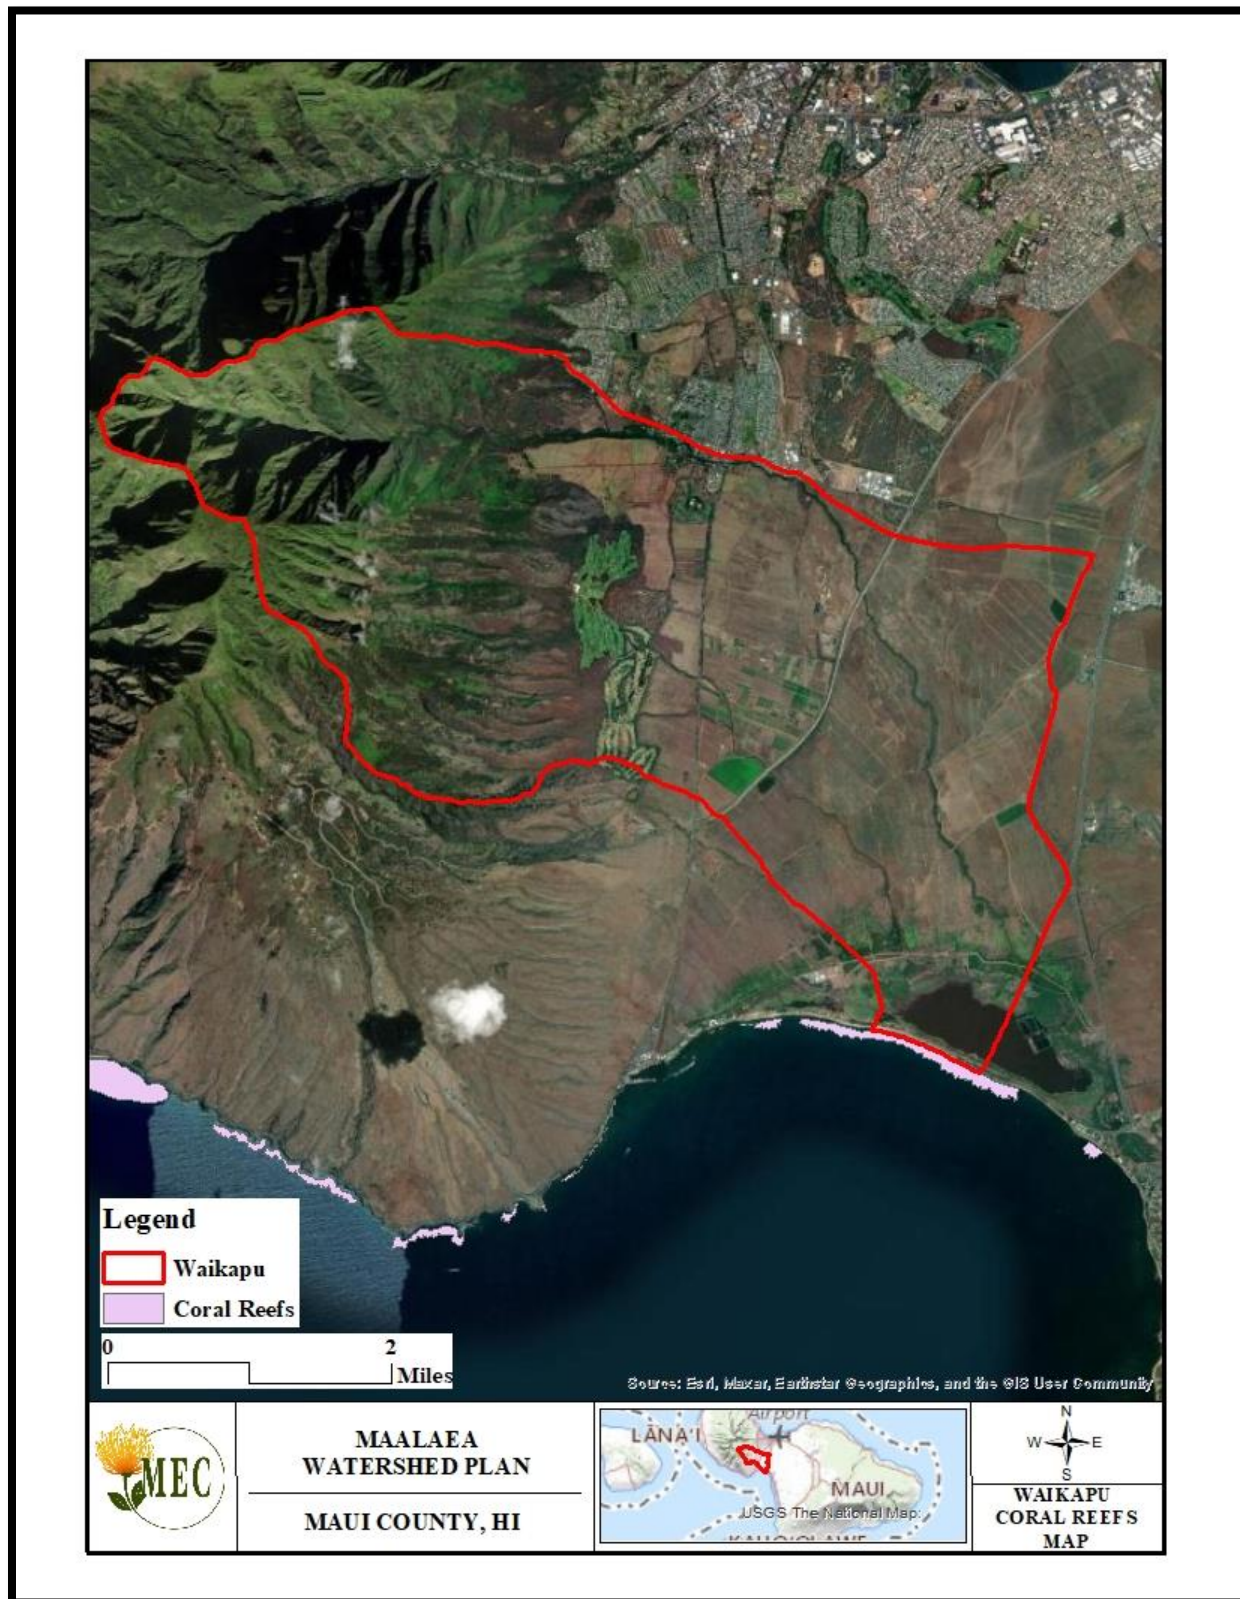 Legend
Waikapu
Coral Reefs
0 2
Miles
Source: Esri, Maxar, Earthstar Geographics, and the GIS User Community
MEC
MAALAEA
WATERSHED PLAN
MAUI COUNTY, HI
Airport
LĀNAʻI
MAUI
USGS The National Map:
N
W E
S
WAIKAPU
CORAL REEFS
MAP